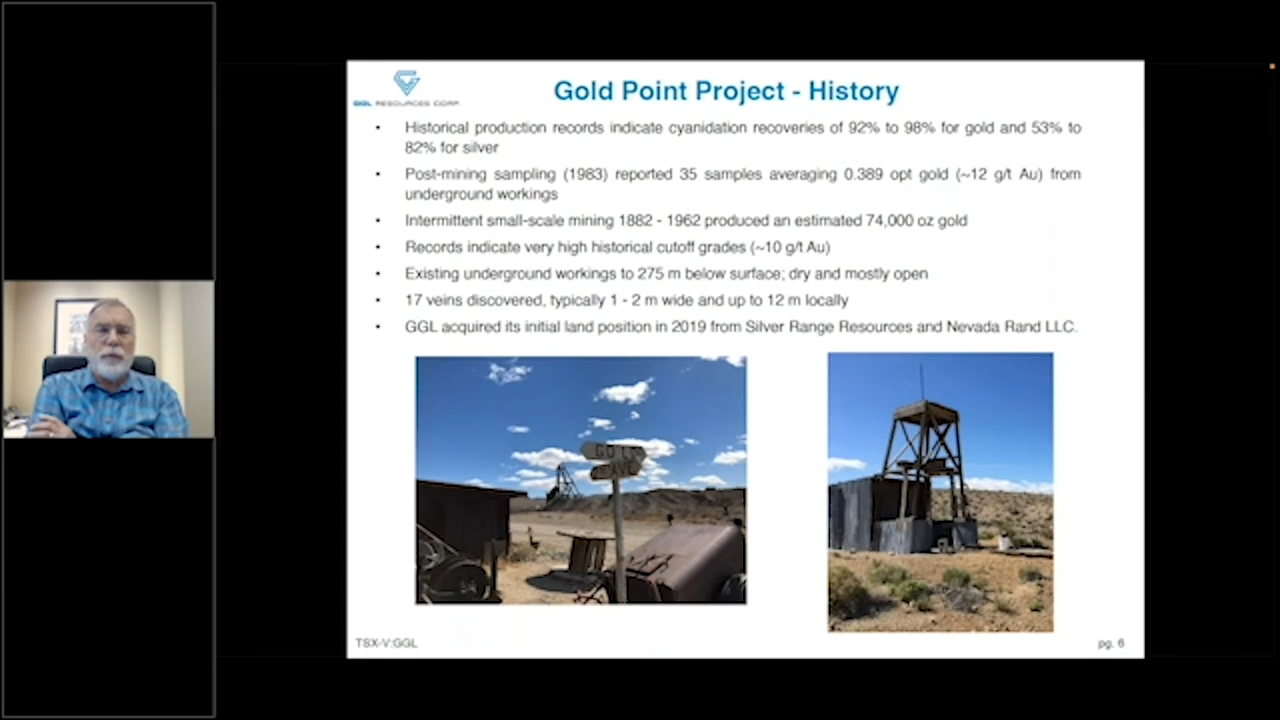 GGL RESOURCES CORP.
Gold Point Project - History
• Historical production records indicate cyanidation recoveries of 92% to 98% for gold and 53% to
82% for silver
• Post-mining sampling (1983) reported 35 samples averaging 0.389 opt gold (~12 g/t Au) from
underground workings
• Intermittent small-scale mining 1882 - 1962 produced an estimated 74,000 oz gold
• Records indicate very high historical cutoff grades (~10 g/t Au)
• Existing underground workings to 275 m below surface; dry and mostly open
• 17 veins discovered, typically 1 - 2 m wide and up to 12 m locally
• GGL acquired its initial land position in 2019 from Silver Range Resources and Nevada Rand LLC.
TSX-V:GGL
pg. 6